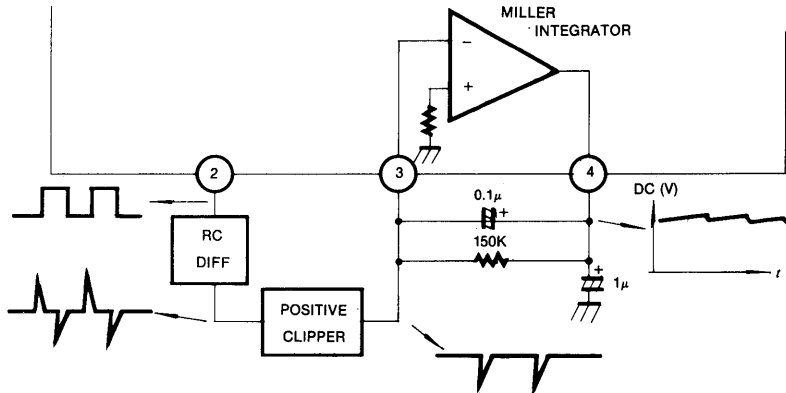 MILLER
INTEGRATOR
−
+
2
3
4
0.1μ
+
DC (V)
150K
RC
DIFF
+
1μ
t
POSITIVE
CLIPPER